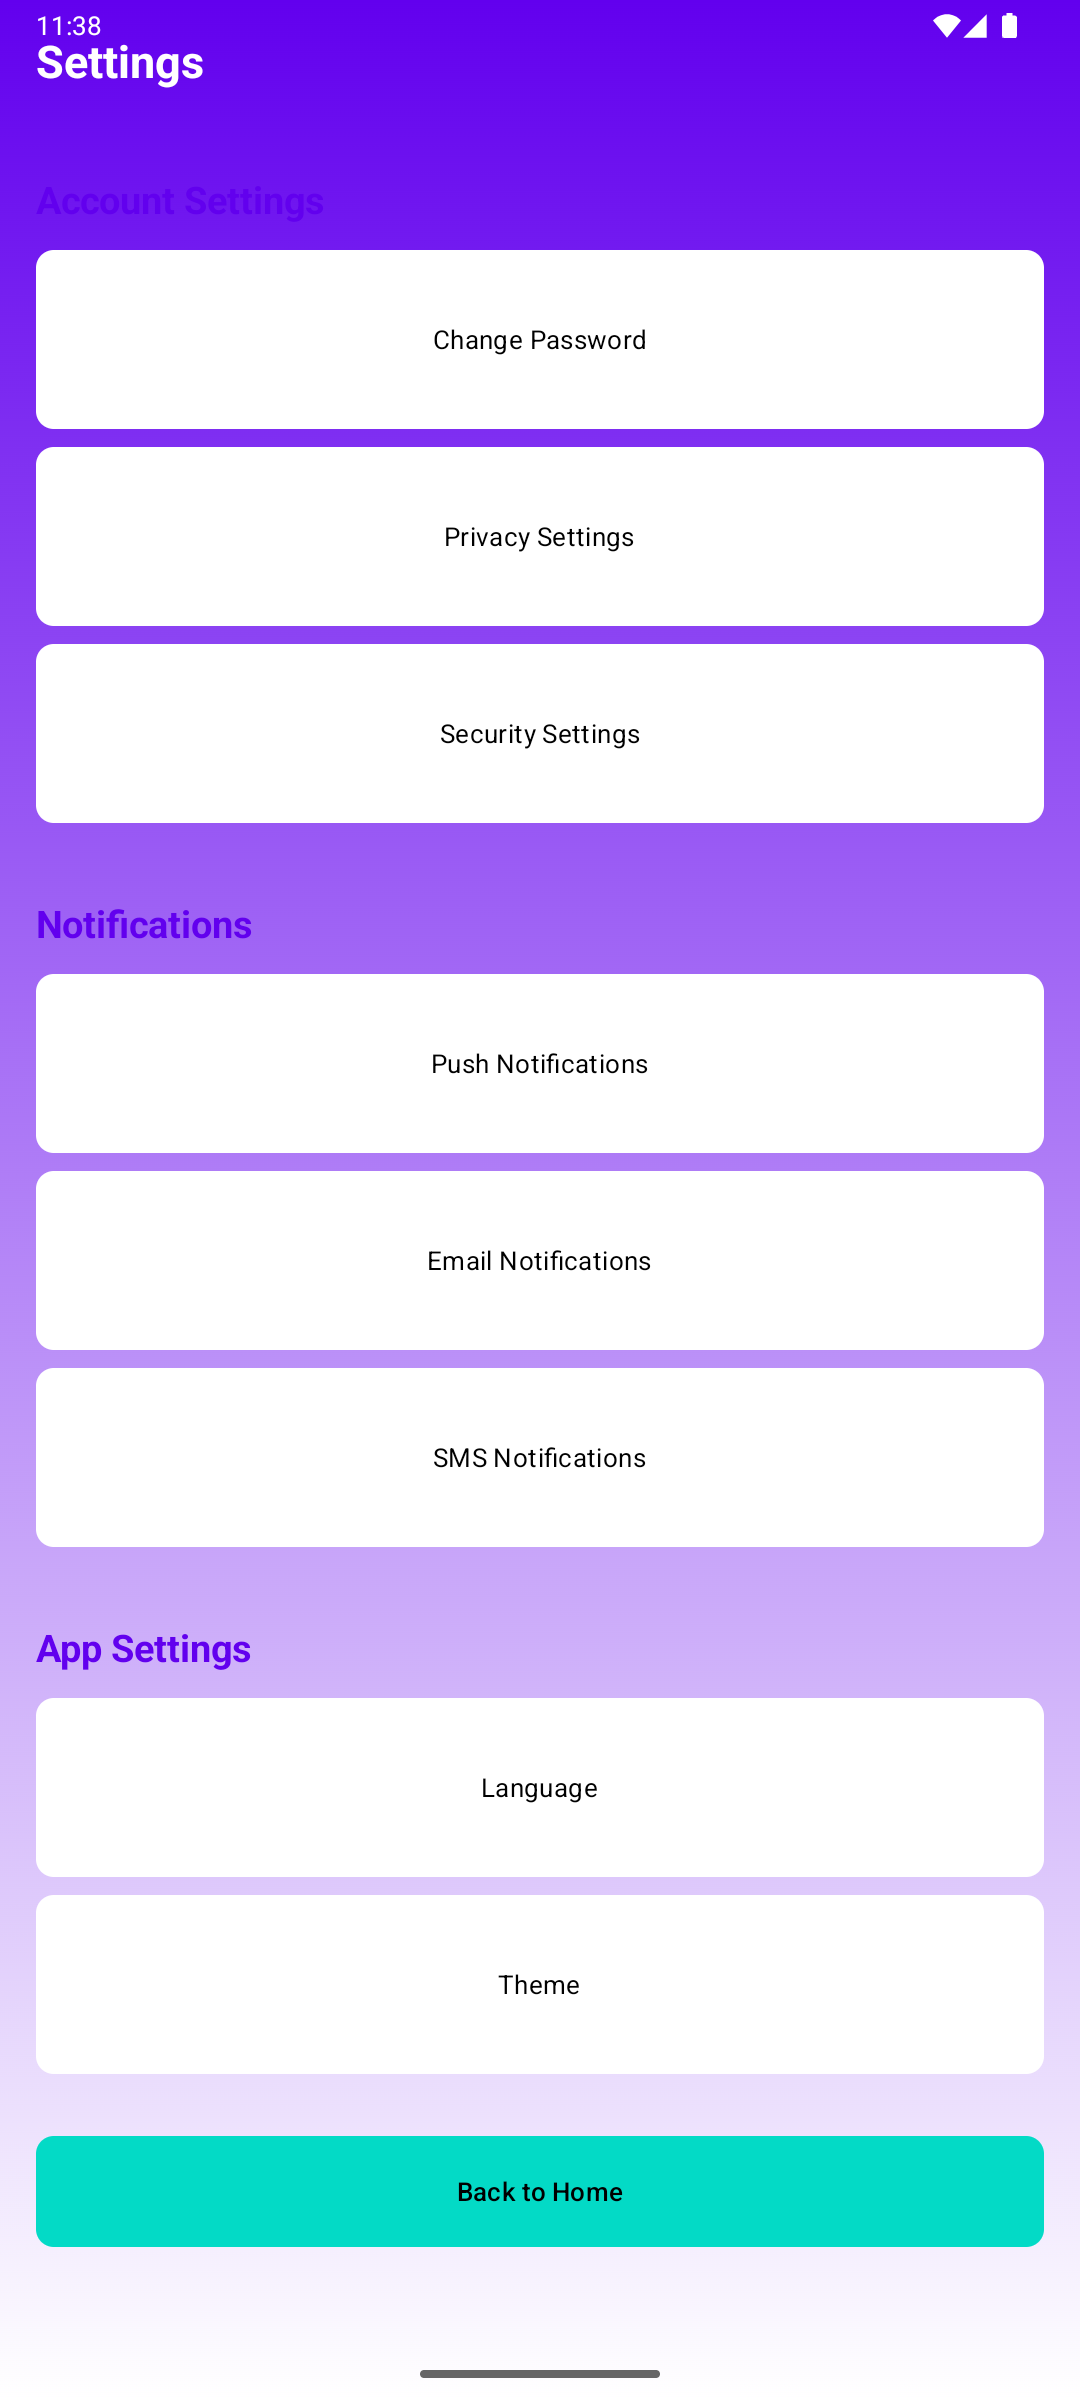 11:38
Settings
Account Settings
Change Password
Privacy Settings
Security Settings
Notifications
Push Notifications
Email Notifications
SMS Notifications
App Settings
Language
Theme
Back to Home